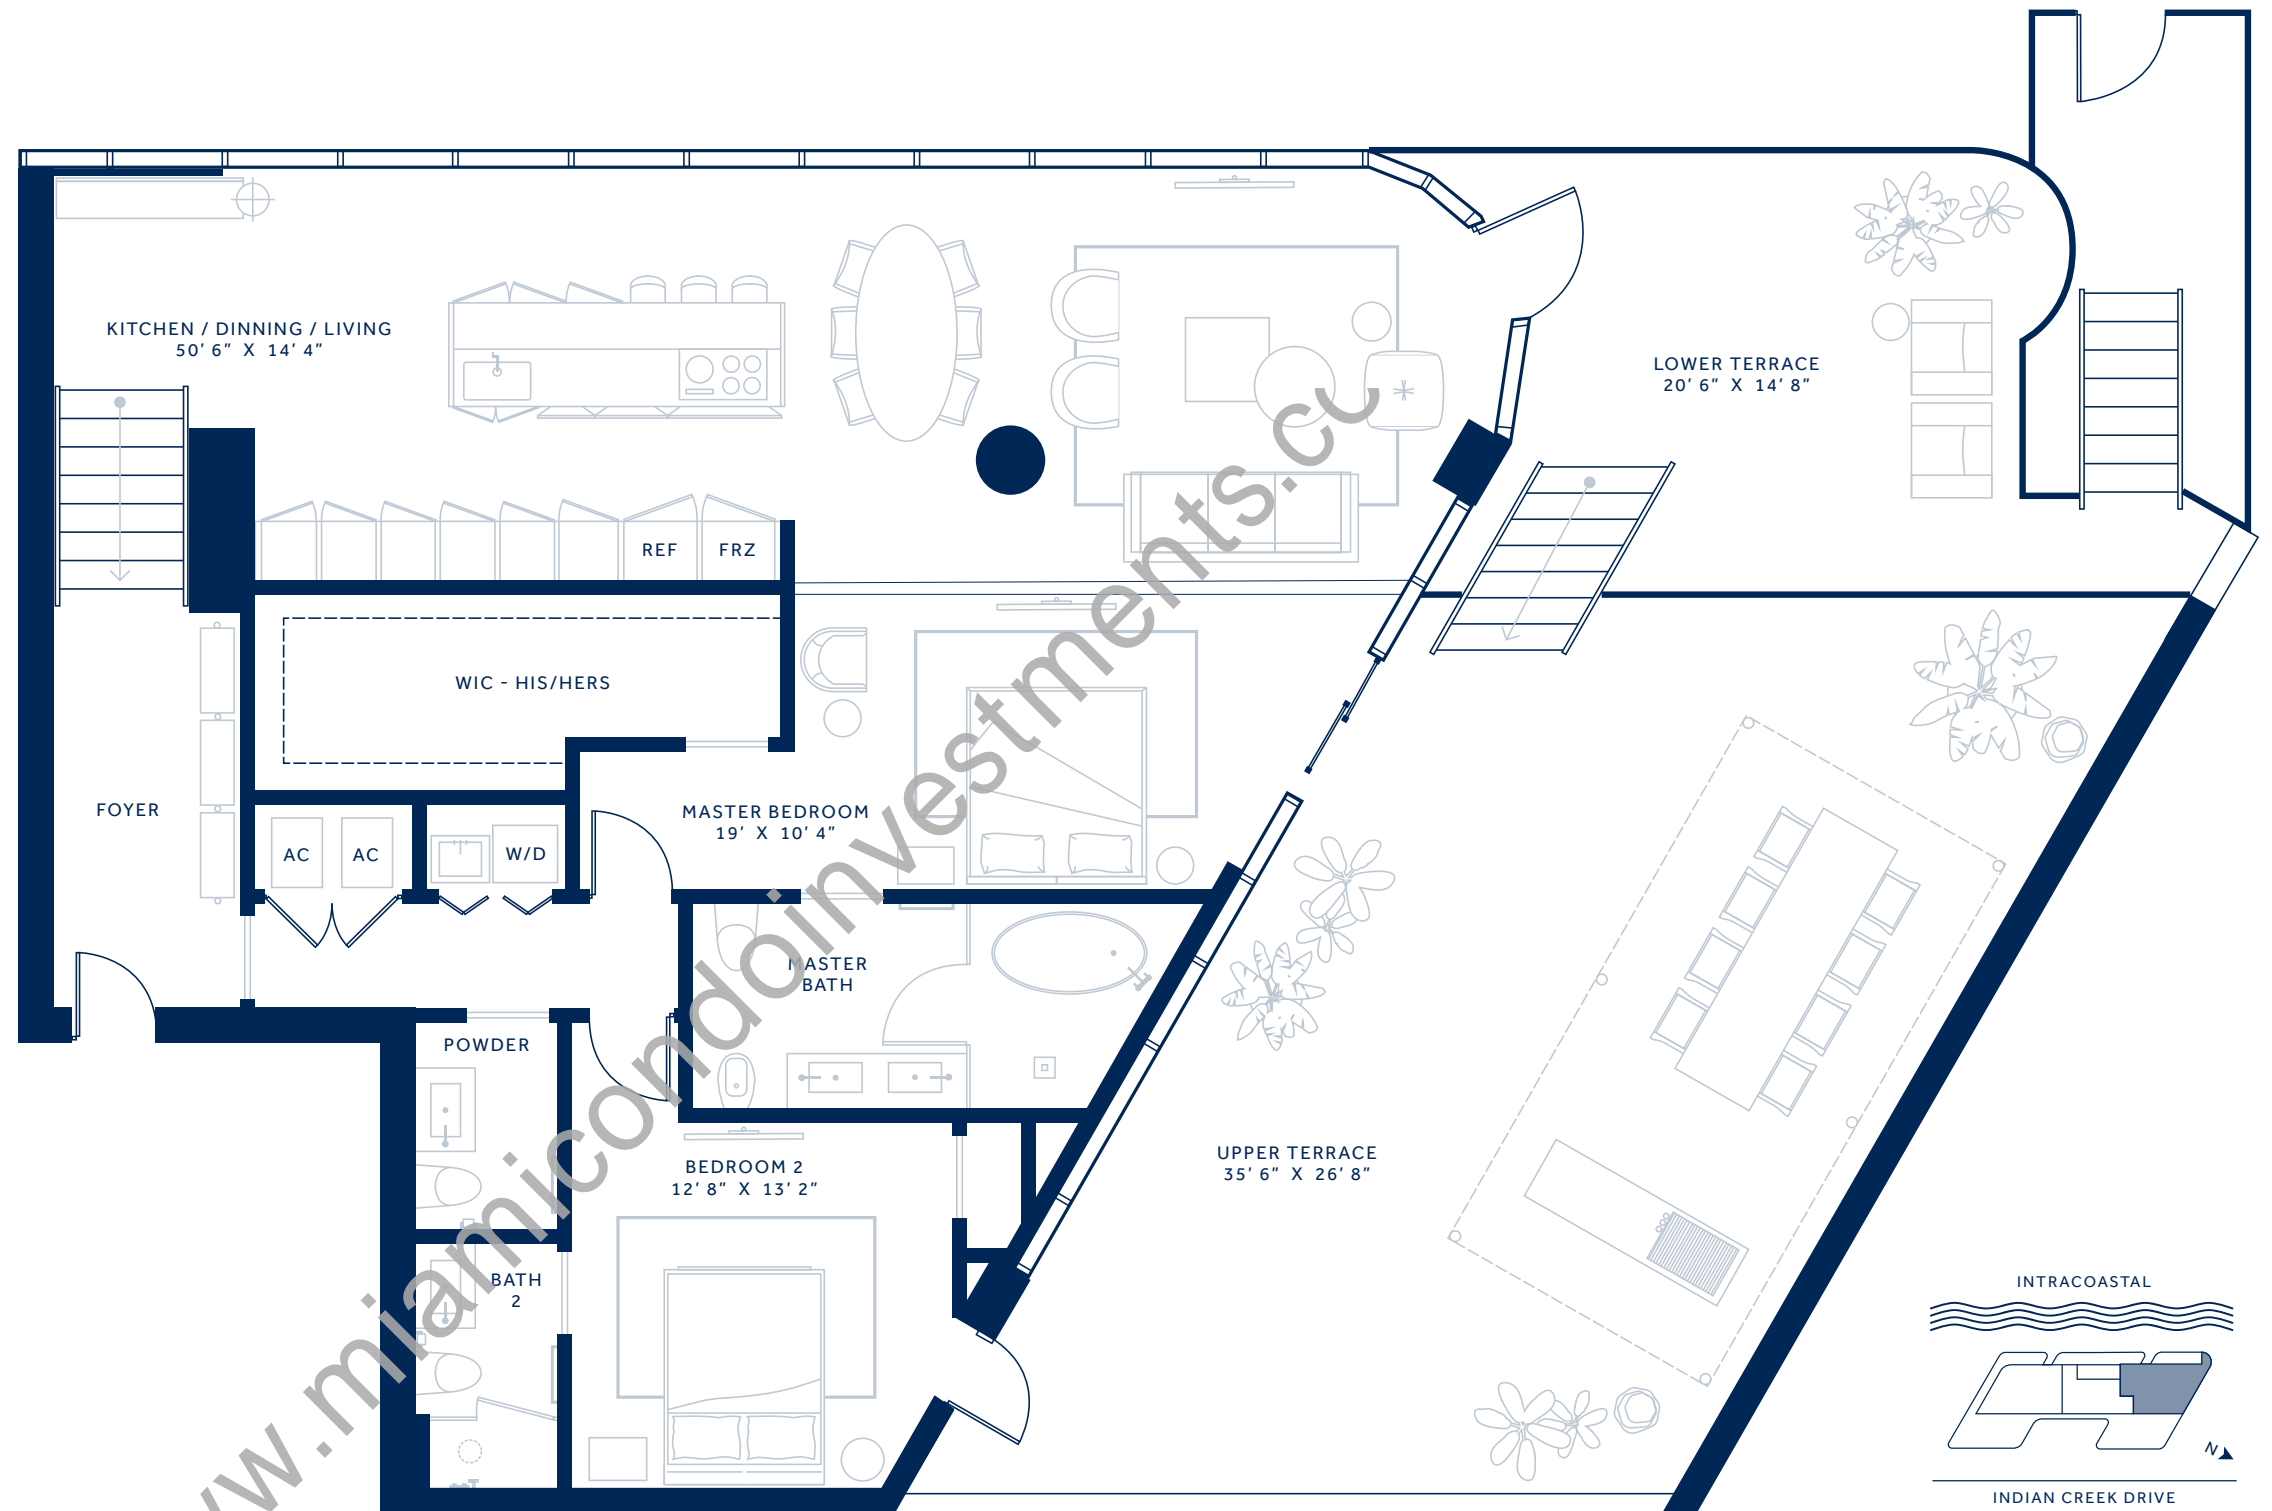 KITCHEN / DINNING / LIVING
50' 6" X 14' 4"
LOWER TERRACE
20' 6" X 14' 8"
REF
FRZ
WIC - HIS/HERS
FOYER
MASTER BEDROOM
19' X 10' 4"
AC
AC
W/D
MASTER
BATH
POWDER
BEDROOM 2
12' 8" X 13' 2"
UPPER TERRACE
35' 6" X 26' 8"
BATH
2
INTRACOASTAL
N
INDIAN CREEK DRIVE
www.miamicondoinvestments.cc